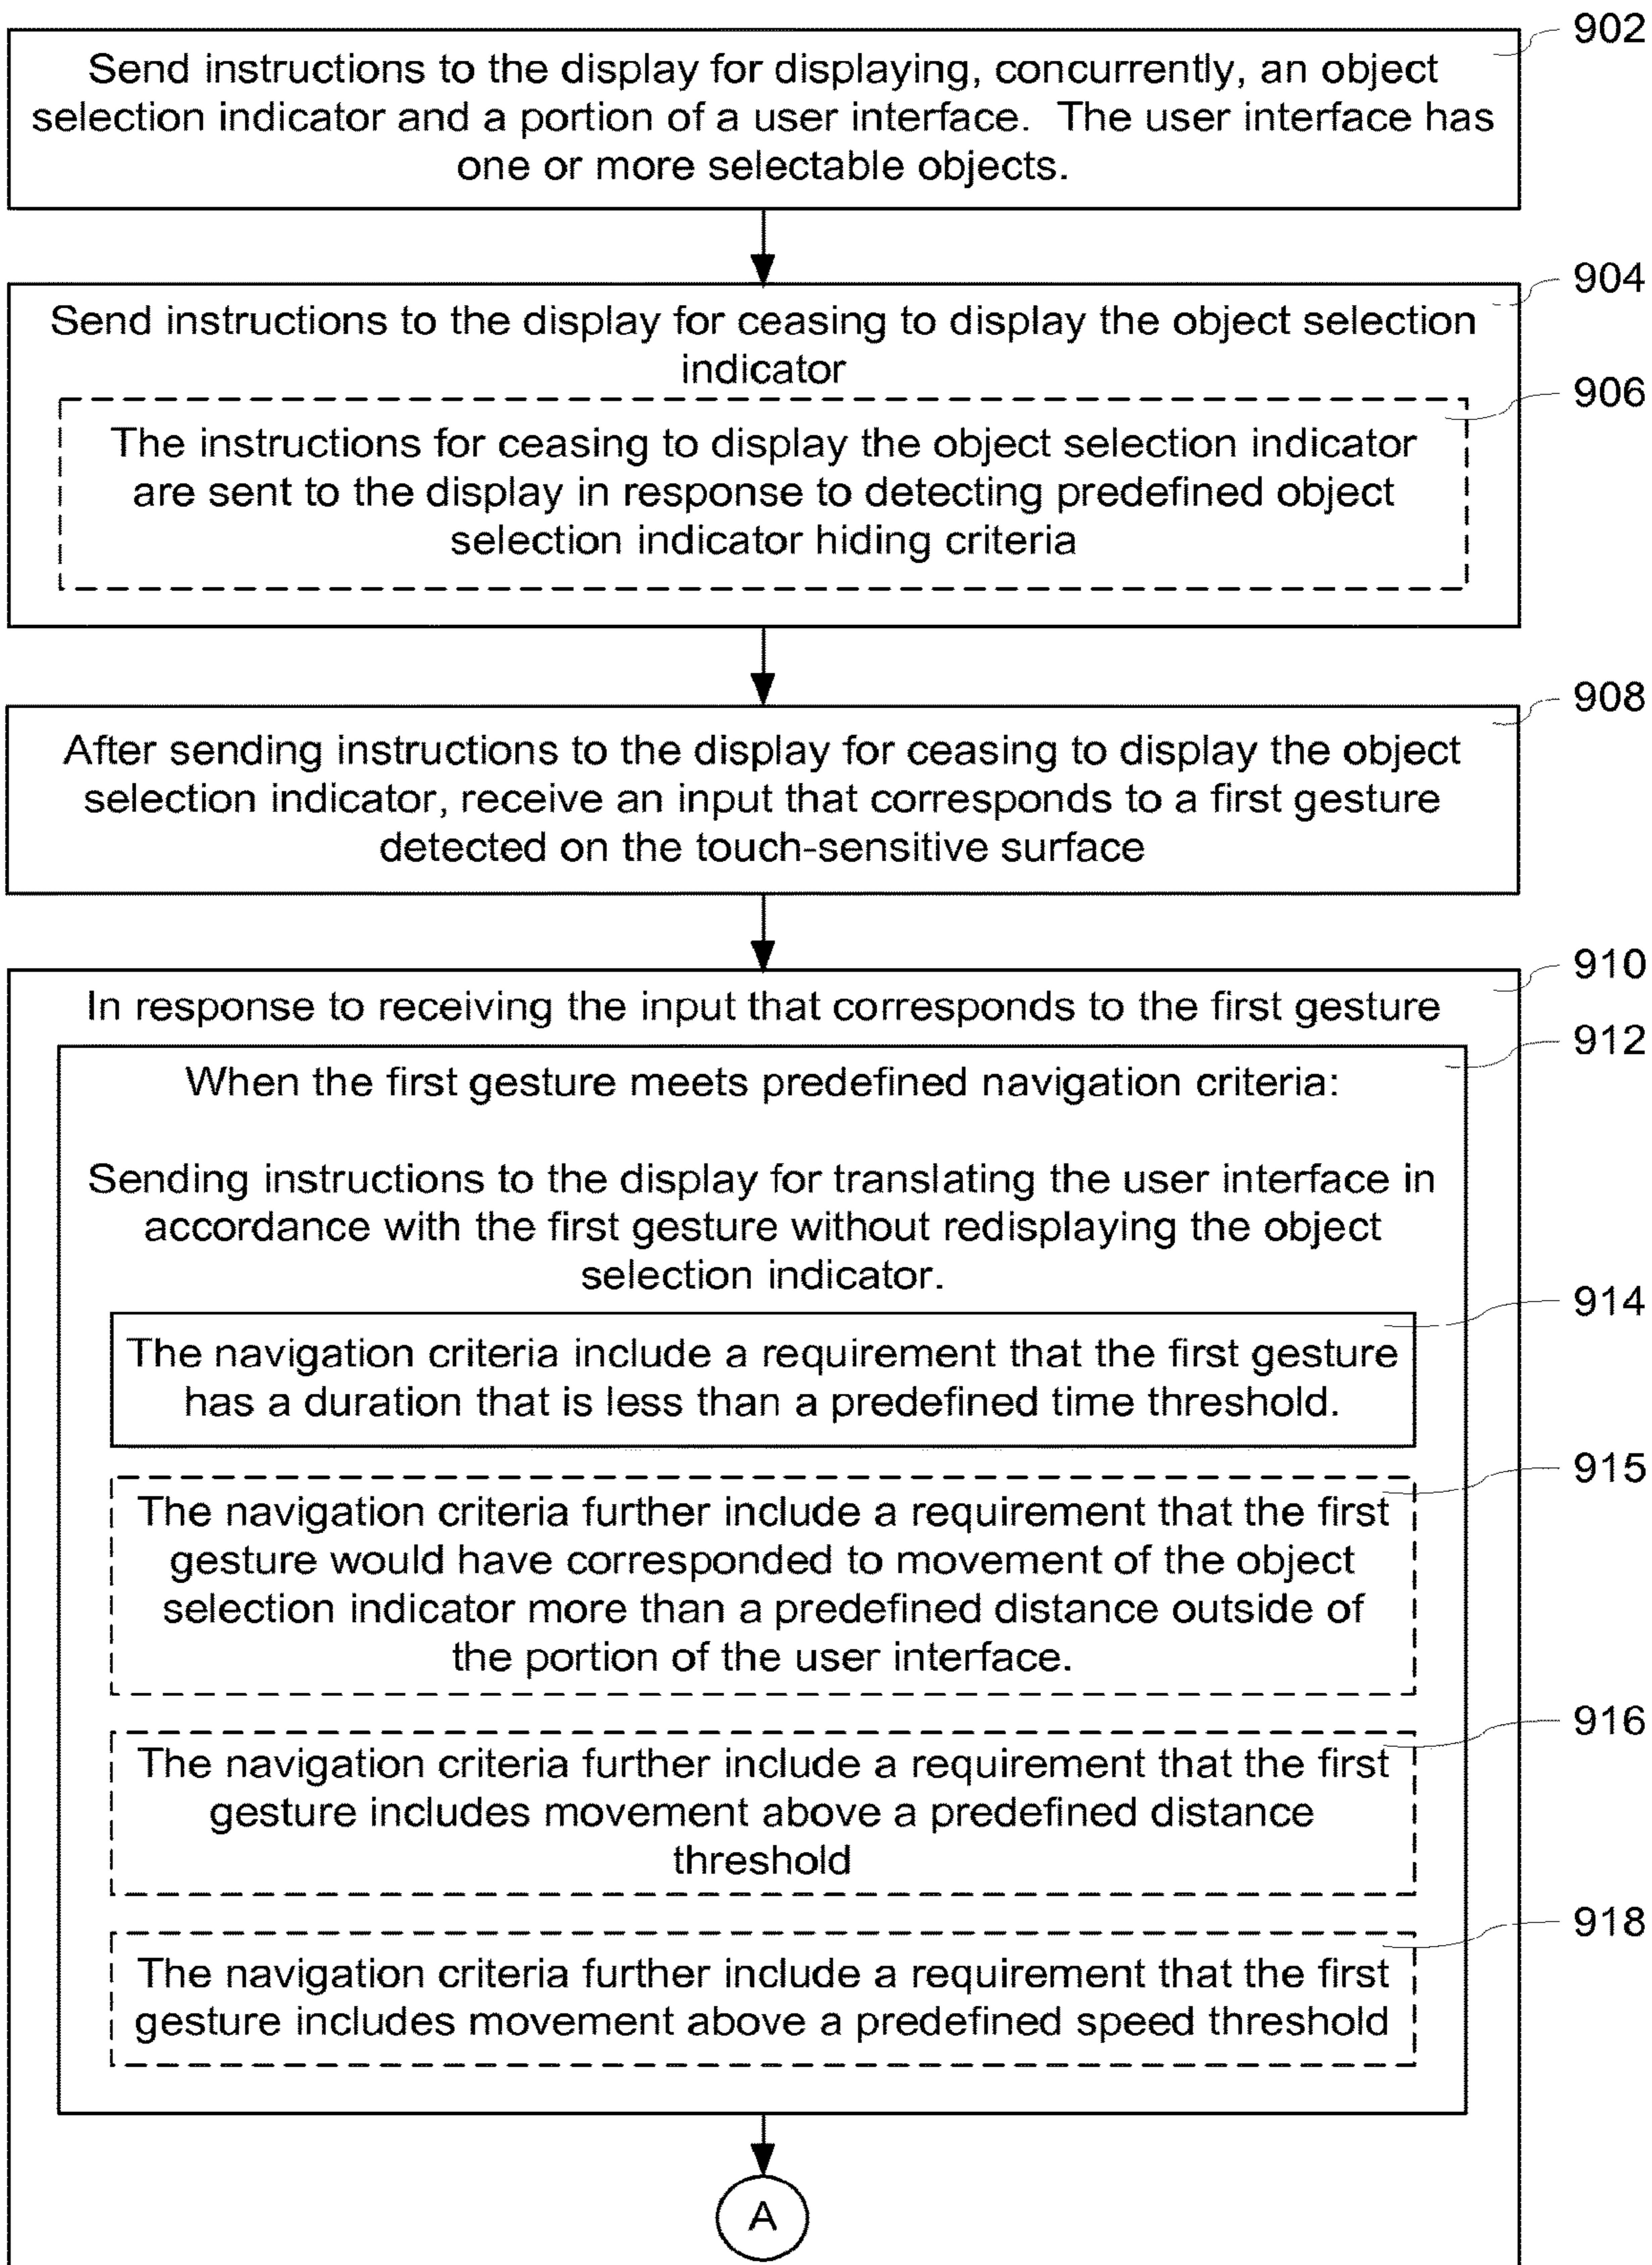 902
Send instructions to the display for displaying, concurrently, an object
selection indicator and a portion of a user interface.  The user interface has
one or more selectable objects.
904
Send instructions to the display for ceasing to display the object selection
indicator
906
The instructions for ceasing to display the object selection indicator
are sent to the display in response to detecting predefined object
selection indicator hiding criteria
908
After sending instructions to the display for ceasing to display the object
selection indicator, receive an input that corresponds to a first gesture
detected on the touch-sensitive surface
910
In response to receiving the input that corresponds to the first gesture
912
When the first gesture meets predefined navigation criteria:
Sending instructions to the display for translating the user interface in
accordance with the first gesture without redisplaying the object
selection indicator.
914
The navigation criteria include a requirement that the first gesture
has a duration that is less than a predefined time threshold.
915
The navigation criteria further include a requirement that the first
gesture would have corresponded to movement of the object
selection indicator more than a predefined distance outside of
the portion of the user interface.
916
The navigation criteria further include a requirement that the first
gesture includes movement above a predefined distance
threshold
918
The navigation criteria further include a requirement that the first
gesture includes movement above a predefined speed threshold
A